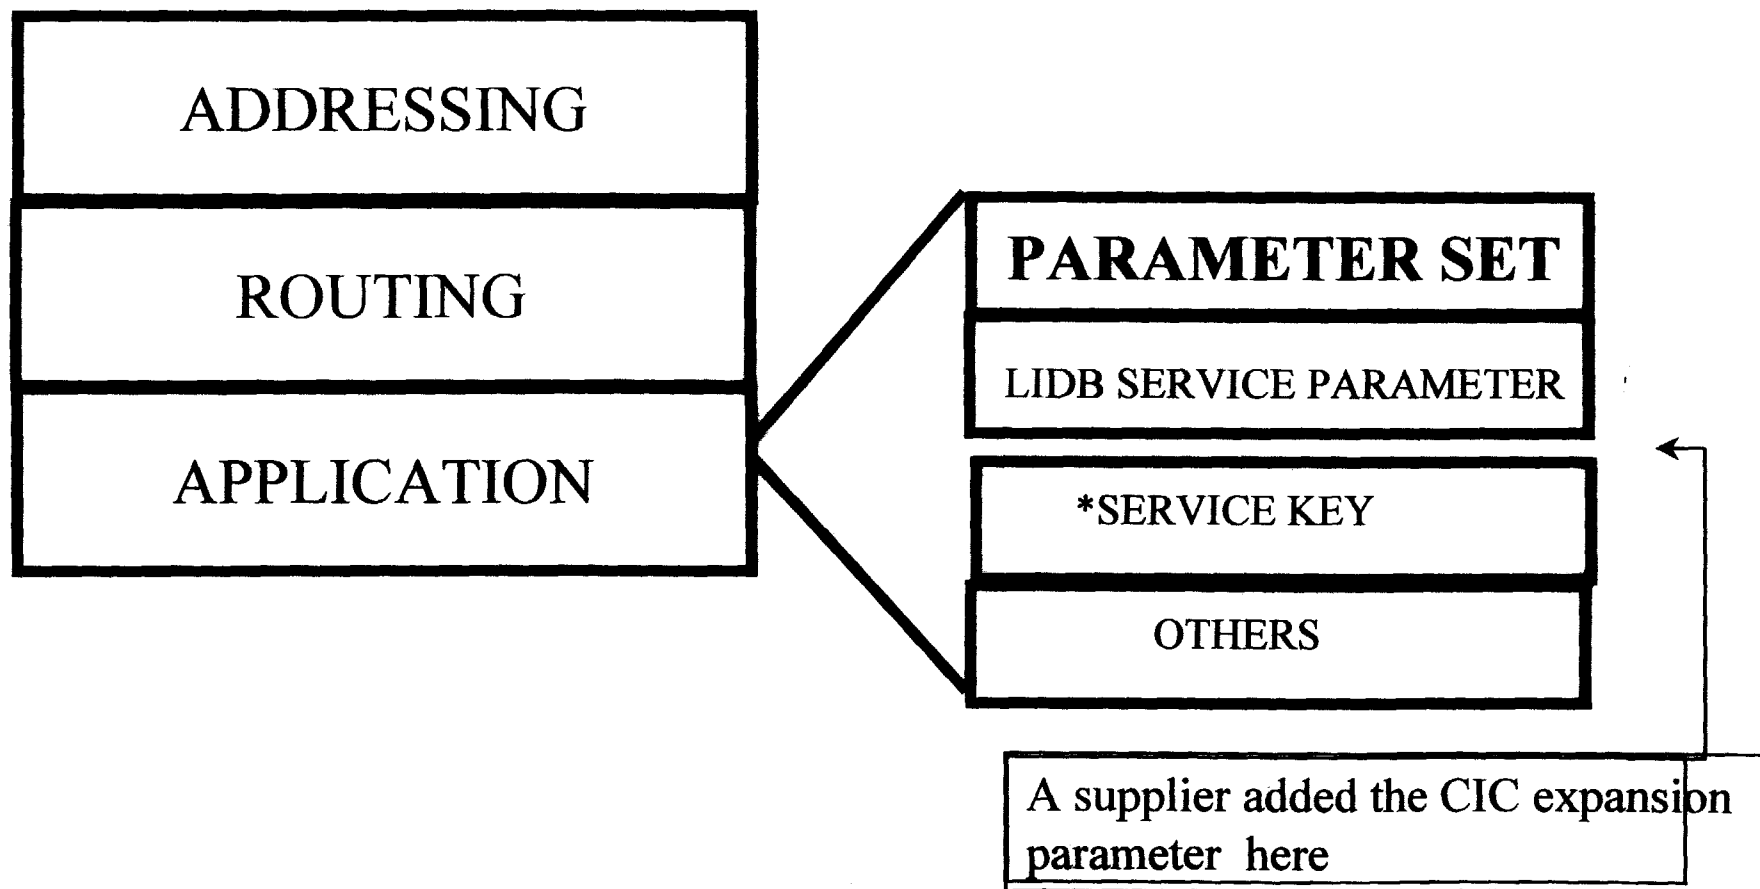 ADDRESSING
ROUTING
APPLICATION
PARAMETER SET
LIDB SERVICE PARAMETER
*SERVICE KEY
OTHERS
A supplier added the CIC expansion
parameter here